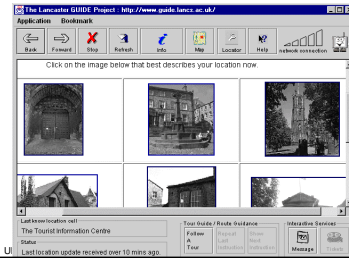 The Lancaster GUIDE Project : http://www.guide.lancs.ac.uk/
Application Bookmark
Back Forward Stop Refresh info Map Locator Help network connection
Click on the image below that best describes your location now.
Last know location cell
The Tourist Information Centre
Status
Last location update received over 10 mins ago.
Tour Guide / Route Guidance
Follow A Tour
Repeat Last Instruction
Show Next Instruction
Interactive Services
Message Tickets